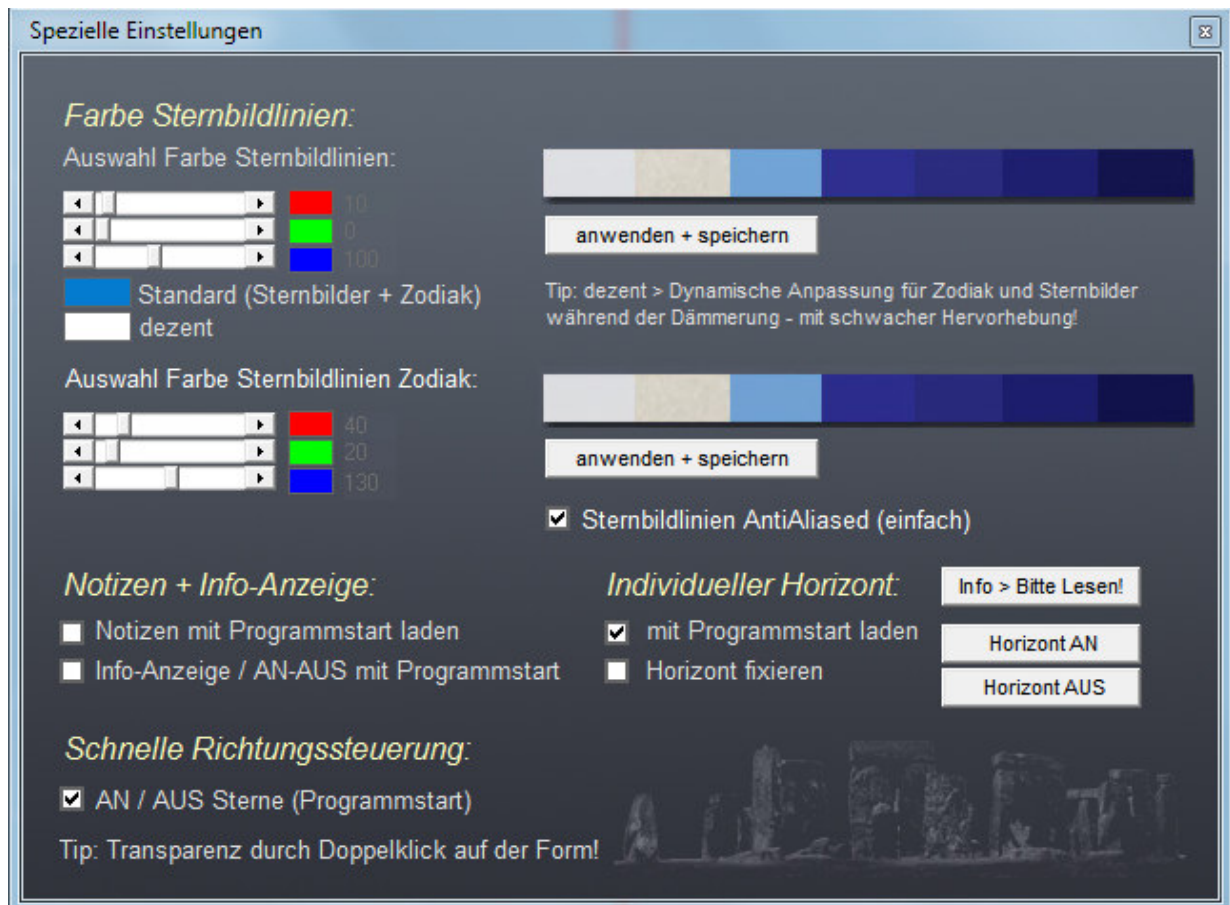 Spezielle Einstellungen
Farbe Sternbildlinien:
Auswahl Farbe Sternbildlinien:
10
0
100
anwenden + speichern
Standard (Sternbilder + Zodiak)
dezent
Tip: dezent > Dynamische Anpassung für Zodiak und Sternbilder
während der Dämmerung - mit schwacher Hervorhebung!
Auswahl Farbe Sternbildlinien Zodiak:
40
20
130
anwenden + speichern
Sternbildlinien AntiAliased (einfach)
Notizen + Info-Anzeige:
Notizen mit Programmstart laden
Info-Anzeige / AN-AUS mit Programmstart
Individueller Horizont:
mit Programmstart laden
Horizont fixieren
Info > Bitte Lesen!
Horizont AN
Horizont AUS
Schnelle Richtungssteuerung:
AN / AUS Sterne (Programmstart)
Tip: Transparenz durch Doppelklick auf der Form!